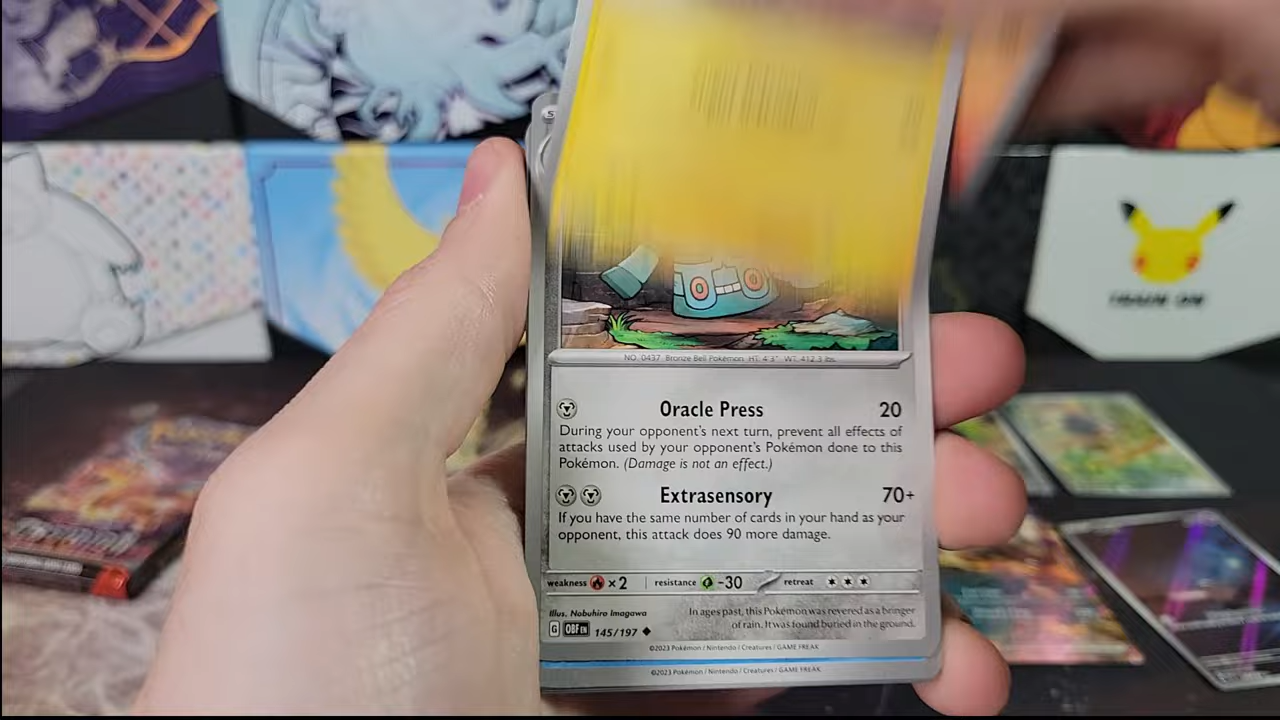 S
NO. 0437 Bronze Bell Pokémon HT: 4'3" WT: 412.3 lbs.
Oracle Press 20
During your opponent's next turn, prevent all effects of
attacks used by your opponent's Pokémon done to this
Pokémon. (Damage is not an effect.)
Extrasensory 70+
If you have the same number of cards in your hand as your
opponent, this attack does 90 more damage.
weakness ×2 resistance -30 retreat
Illus. Nobuhiro Imagawa
In ages past, this Pokémon was revered as a bringer
of rain. It was found buried in the ground.
G OBF EN 145/197
©2023 Pokémon / Nintendo / Creatures / GAME FREAK
©2023 Pokémon / Nintendo / Creatures / GAME FREAK